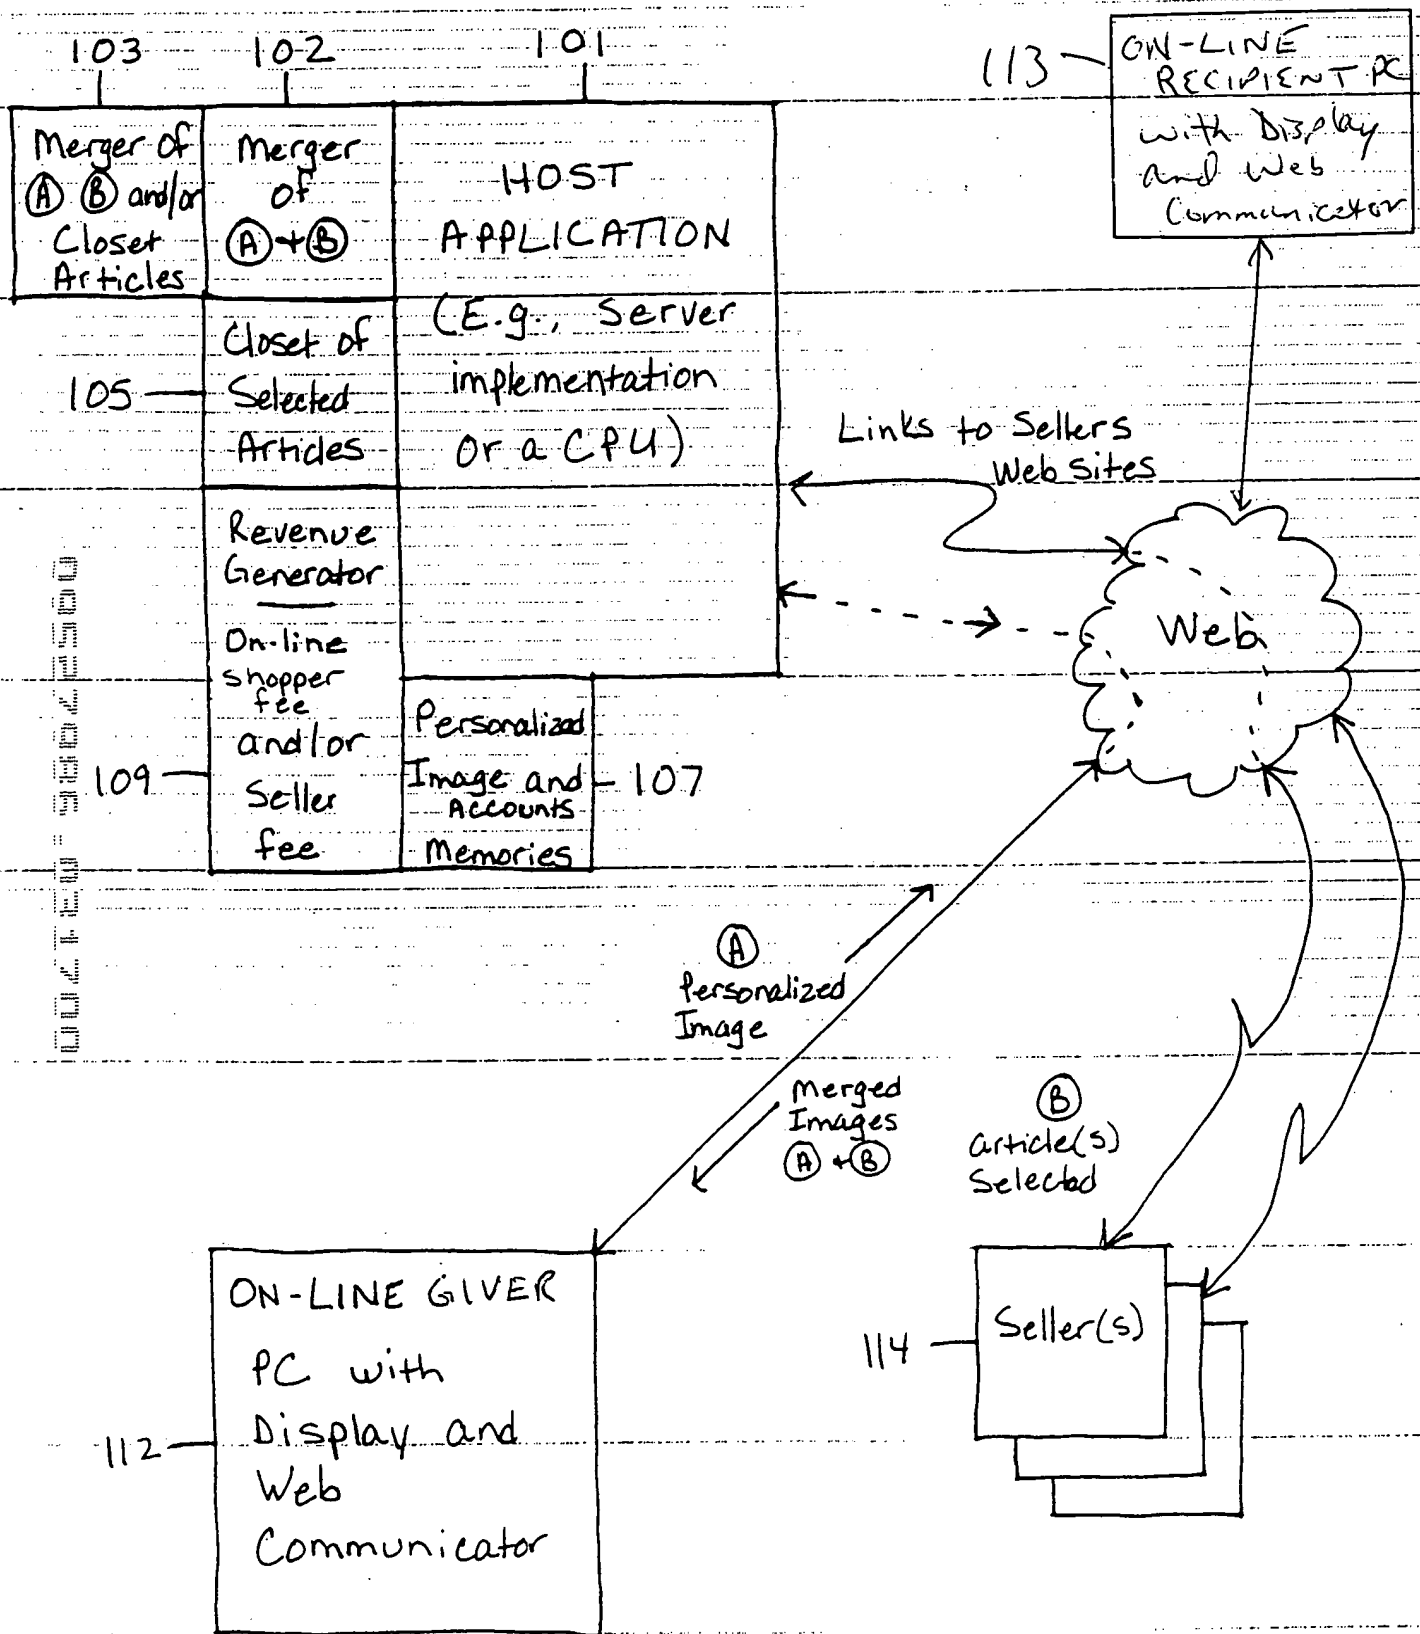 103
102
101
113
ON-LINE
RECIPIENT PC
with Display
and Web
Communicator
Merger of
Ⓐ Ⓑ and/or
Closet
Articles
Merger
of
Ⓐ+Ⓑ
HOST
APPLICATION
(E.g., Server
implementation
or a CPU)
105
Closet of
Selected
Articles
Links to Sellers
Web Sites
Revenue
Generator
On-line
shopper
fee
and/or
Seller
fee
109
Personalized
Image and
Accounts
Memories
107
Web
Ⓐ
Personalized
Image
Merged
Images
Ⓐ+Ⓑ
Ⓑ
article(s)
Selected
112
ON-LINE GIVER
PC with
Display and
Web
Communicator
114
Seller(s)